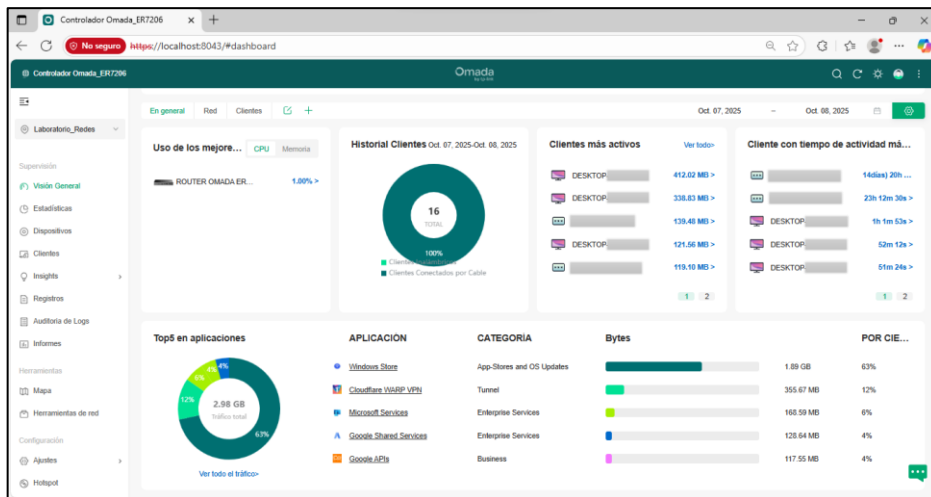 Controlador Omada_ER7206
No seguro https://localhost:8043/#dashboard
Controlador Omada_ER7206
Omada
by tp-link
Laboratorio_Redes
Supervisión
Visión General
Estadísticas
Dispositivos
Clientes
Insights
Registros
Auditoría de Logs
Informes
Herramientas
Mapa
Herramientas de red
Configuración
Ajustes
Hotspot
En general Red Clientes
Oct. 07, 2025 – Oct. 08, 2025
Uso de los mejore... CPU Memoria
ROUTER OMADA ER... 1.00% >
Historial Clientes Oct. 07, 2025-Oct. 08, 2025
16
TOTAL
100%
Clientes
Clientes Conectados por Cable
Clientes más activos Ver todo>
DESKTOP 412.02 MB >
DESKTOP 338.83 MB >
139.48 MB >
DESKTOP 121.56 MB >
119.10 MB >
1 2
Cliente con tiempo de actividad má...
14días) 20h ...
23h 12m 30s >
DESKTOP 1h 1m 53s >
DESKTOP 52m 12s >
DESKTOP 51m 24s >
1 2
Top5 en aplicaciones
4%
4%
6%
12%
2.98 GB
Tráfico total
63%
Ver todo el tráfico>
APLICACIÓN CATEGORÍA Bytes POR CIE...
Windows Store App-Stores and OS Updates 1.89 GB 63%
Cloudflare WARP VPN Tunnel 355.67 MB 12%
Microsoft Services Enterprise Services 168.59 MB 6%
Google Shared Services Enterprise Services 128.64 MB 4%
Google APIs Business 117.55 MB 4%